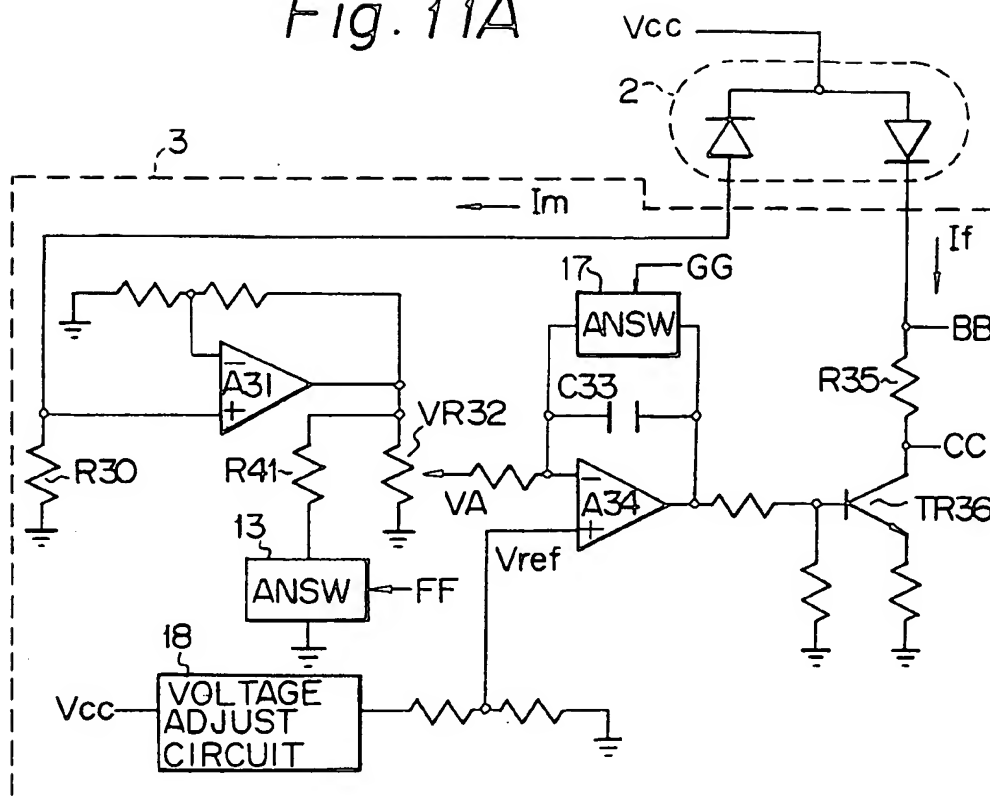 Fig. 11A
Vcc
2
3
Im
If
17
GG
ANSW
BB
C33
R35
A31
VR32
CC
R30
R41
VA
A34
TR36
13
Vref
ANSW
FF
18
Vcc
VOLTAGE
ADJUST
CIRCUIT